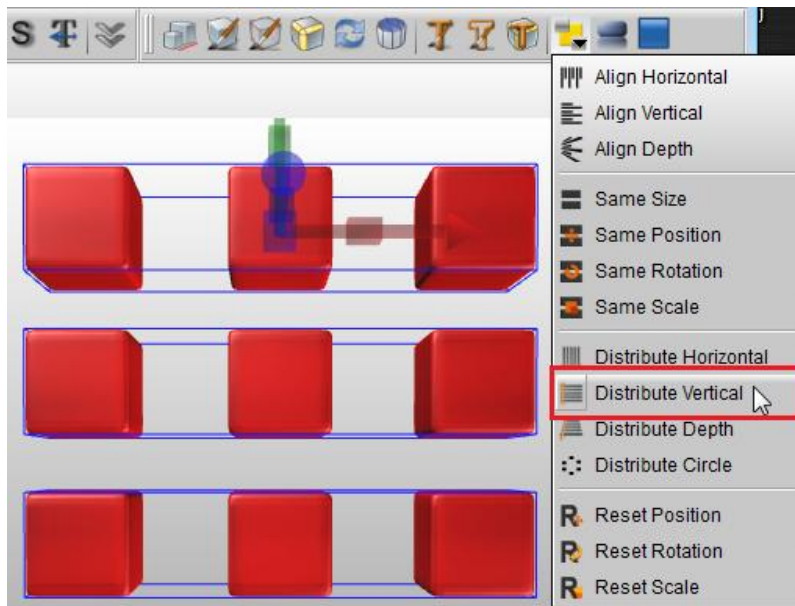 S
Align Horizontal
Align Vertical
Align Depth
Same Size
Same Position
Same Rotation
Same Scale
Distribute Horizontal
Distribute Vertical
Distribute Depth
Distribute Circle
R Reset Position
R Reset Rotation
R Reset Scale